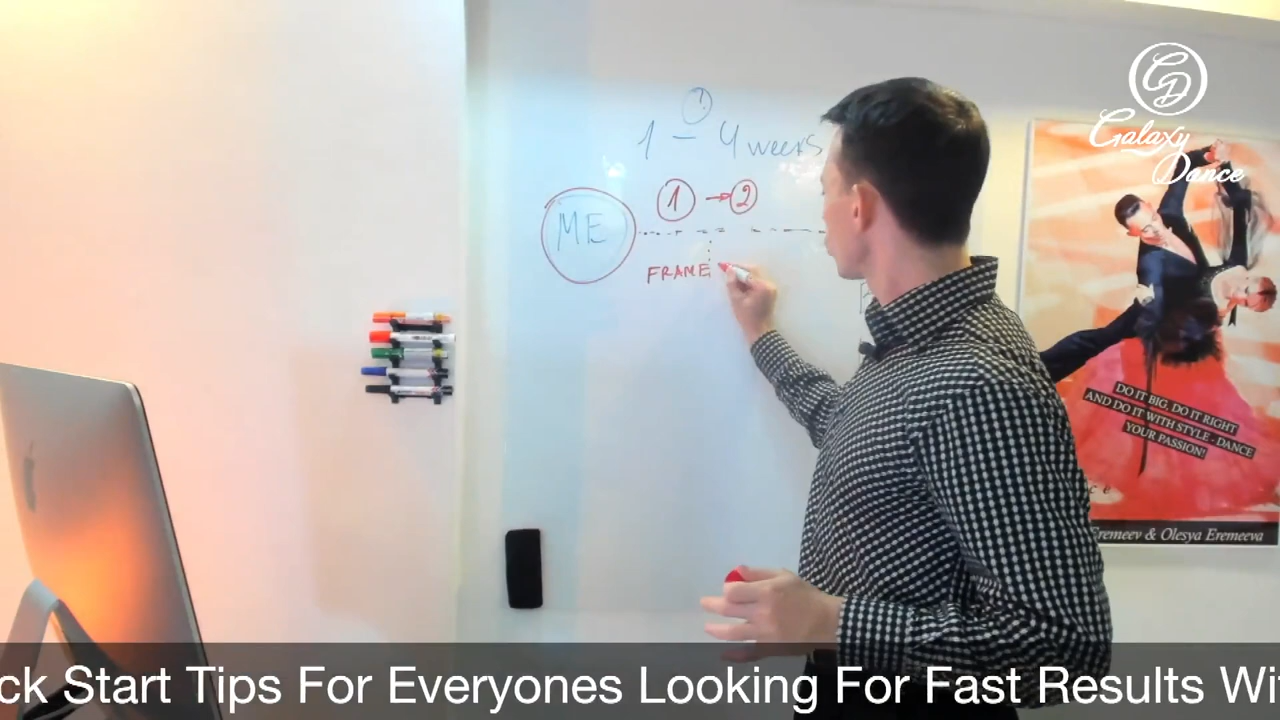 1 - 4 weeks
1 → 2
ME
FRAME
Galaxy
Dance
DO IT BIG, DO IT RIGHT
AND DO IT WITH STYLE - DANCE
YOUR PASSION!
Eremeev & Olesya Eremeeva
ck Start Tips For Everyones Looking For Fast Results Wi